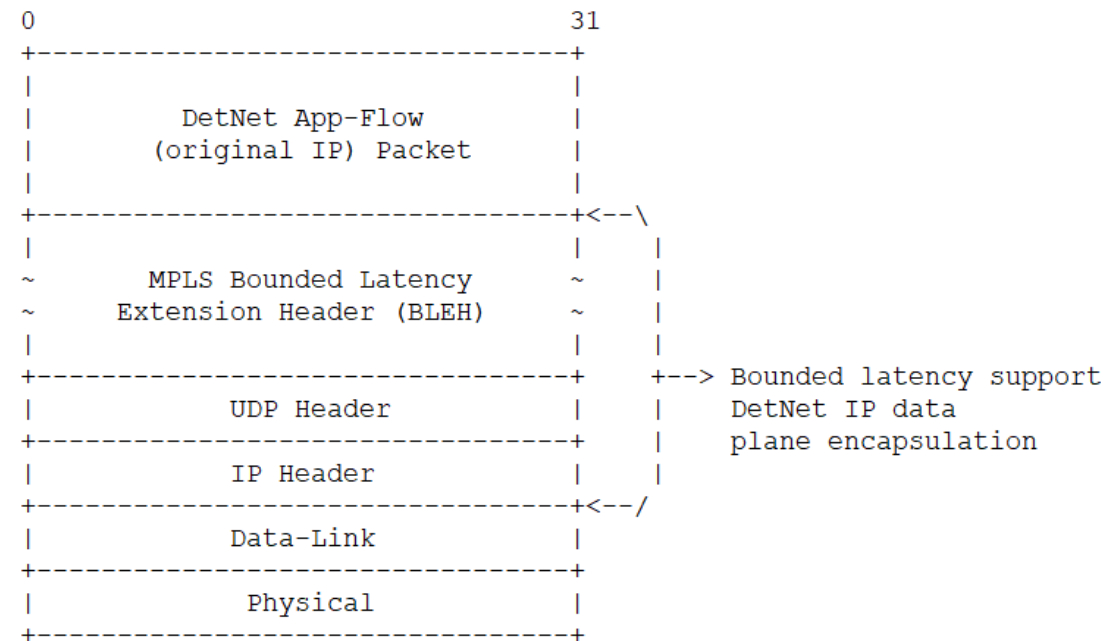 0                                 31
+---------------------------------+
|                                 |
|         DetNet App-Flow         |
|       (original IP) Packet      |
|                                 |
+---------------------------------+<--\
|                                 |    |
~       MPLS Bounded Latency      ~    |
~     Extension Header (BLEH)     ~    |
|                                 |    |
+---------------------------------+    +--> Bounded latency support
|            UDP Header           |    |    DetNet IP data
+---------------------------------+    |    plane encapsulation
|            IP Header            |    |
+---------------------------------+<--/
|            Data-Link            |
+---------------------------------+
|             Physical            |
+---------------------------------+